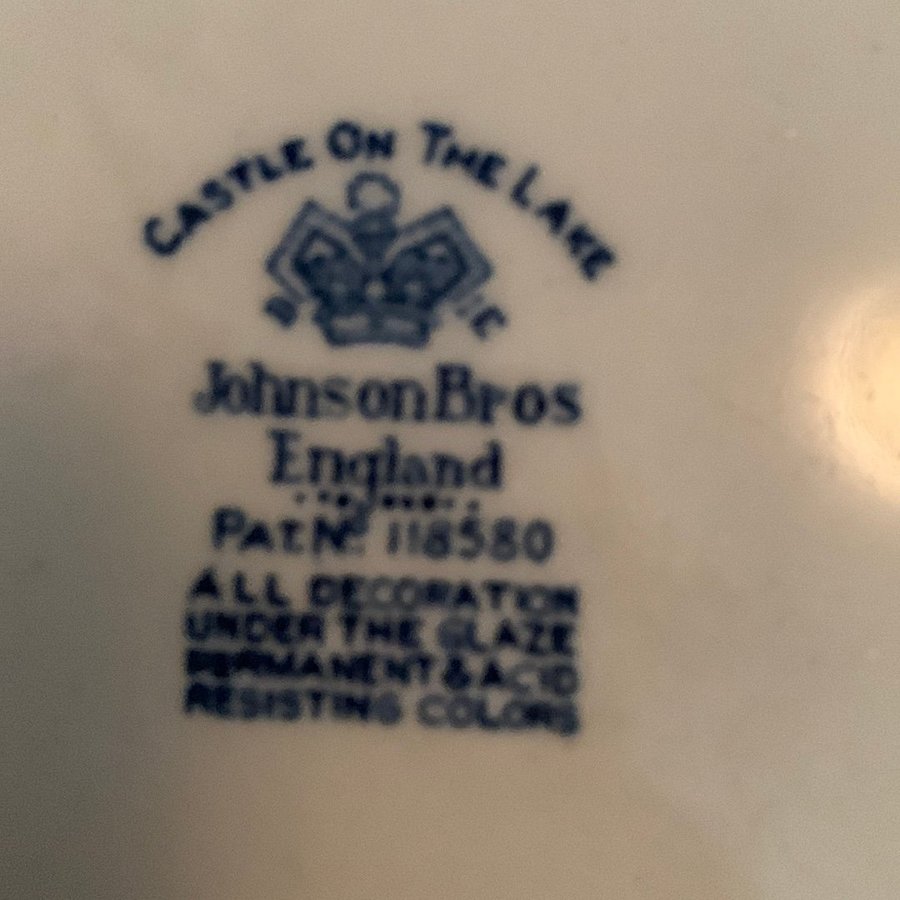 CASTLE ON THE LAKE
Johnson Bros
England
PAT. No. 118580
ALL DECORATION
UNDER THE GLAZE
PERMANENT & ACID
RESISTING COLORS